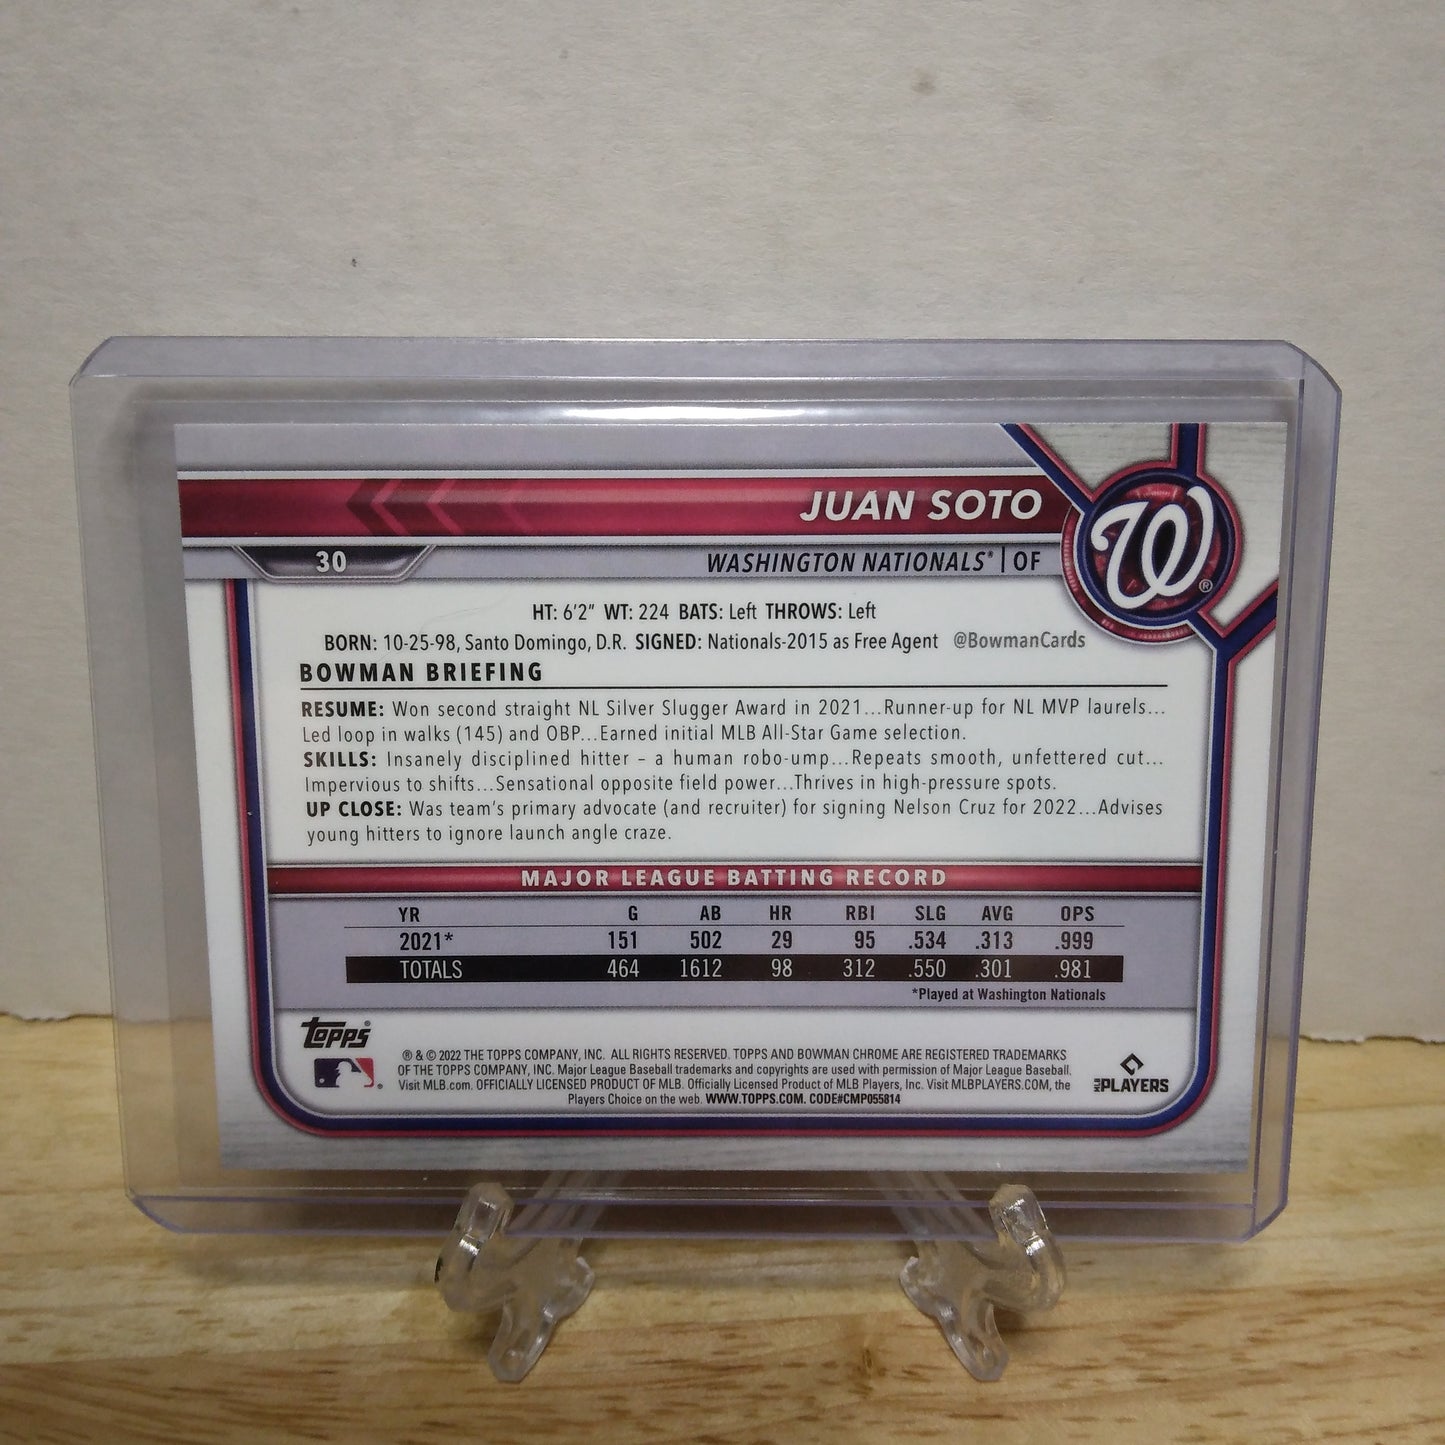 JUAN SOTO
30
WASHINGTON NATIONALS® | OF
W®
HT: 6'2" WT: 224 BATS: Left THROWS: Left
BORN: 10-25-98, Santo Domingo, D.R. SIGNED: Nationals-2015 as Free Agent @BowmanCards
BOWMAN BRIEFING
RESUME: Won second straight NL Silver Slugger Award in 2021...Runner-up for NL MVP laurels...
Led loop in walks (145) and OBP...Earned initial MLB All-Star Game selection.
SKILLS: Insanely disciplined hitter – a human robo-ump...Repeats smooth, unfettered cut...
Impervious to shifts...Sensational opposite field power...Thrives in high-pressure spots.
UP CLOSE: Was team's primary advocate (and recruiter) for signing Nelson Cruz for 2022...Advises
young hitters to ignore launch angle craze.
MAJOR LEAGUE BATTING RECORD
YR G AB HR RBI SLG AVG OPS
2021* 151 502 29 95 .534 .313 .999
TOTALS 464 1612 98 312 .550 .301 .981
*Played at Washington Nationals
Topps®
® & © 2022 THE TOPPS COMPANY, INC. ALL RIGHTS RESERVED. TOPPS AND BOWMAN CHROME ARE REGISTERED TRADEMARKS
OF THE TOPPS COMPANY, INC. Major League Baseball trademarks and copyrights are used with permission of Major League Baseball.
Visit MLB.com. OFFICIALLY LICENSED PRODUCT OF MLB. Officially Licensed Product of MLB Players, Inc. Visit MLBPLAYERS.COM, the
Players Choice on the web. WWW.TOPPS.COM. CODE#CMP055814
MLB PLAYERS